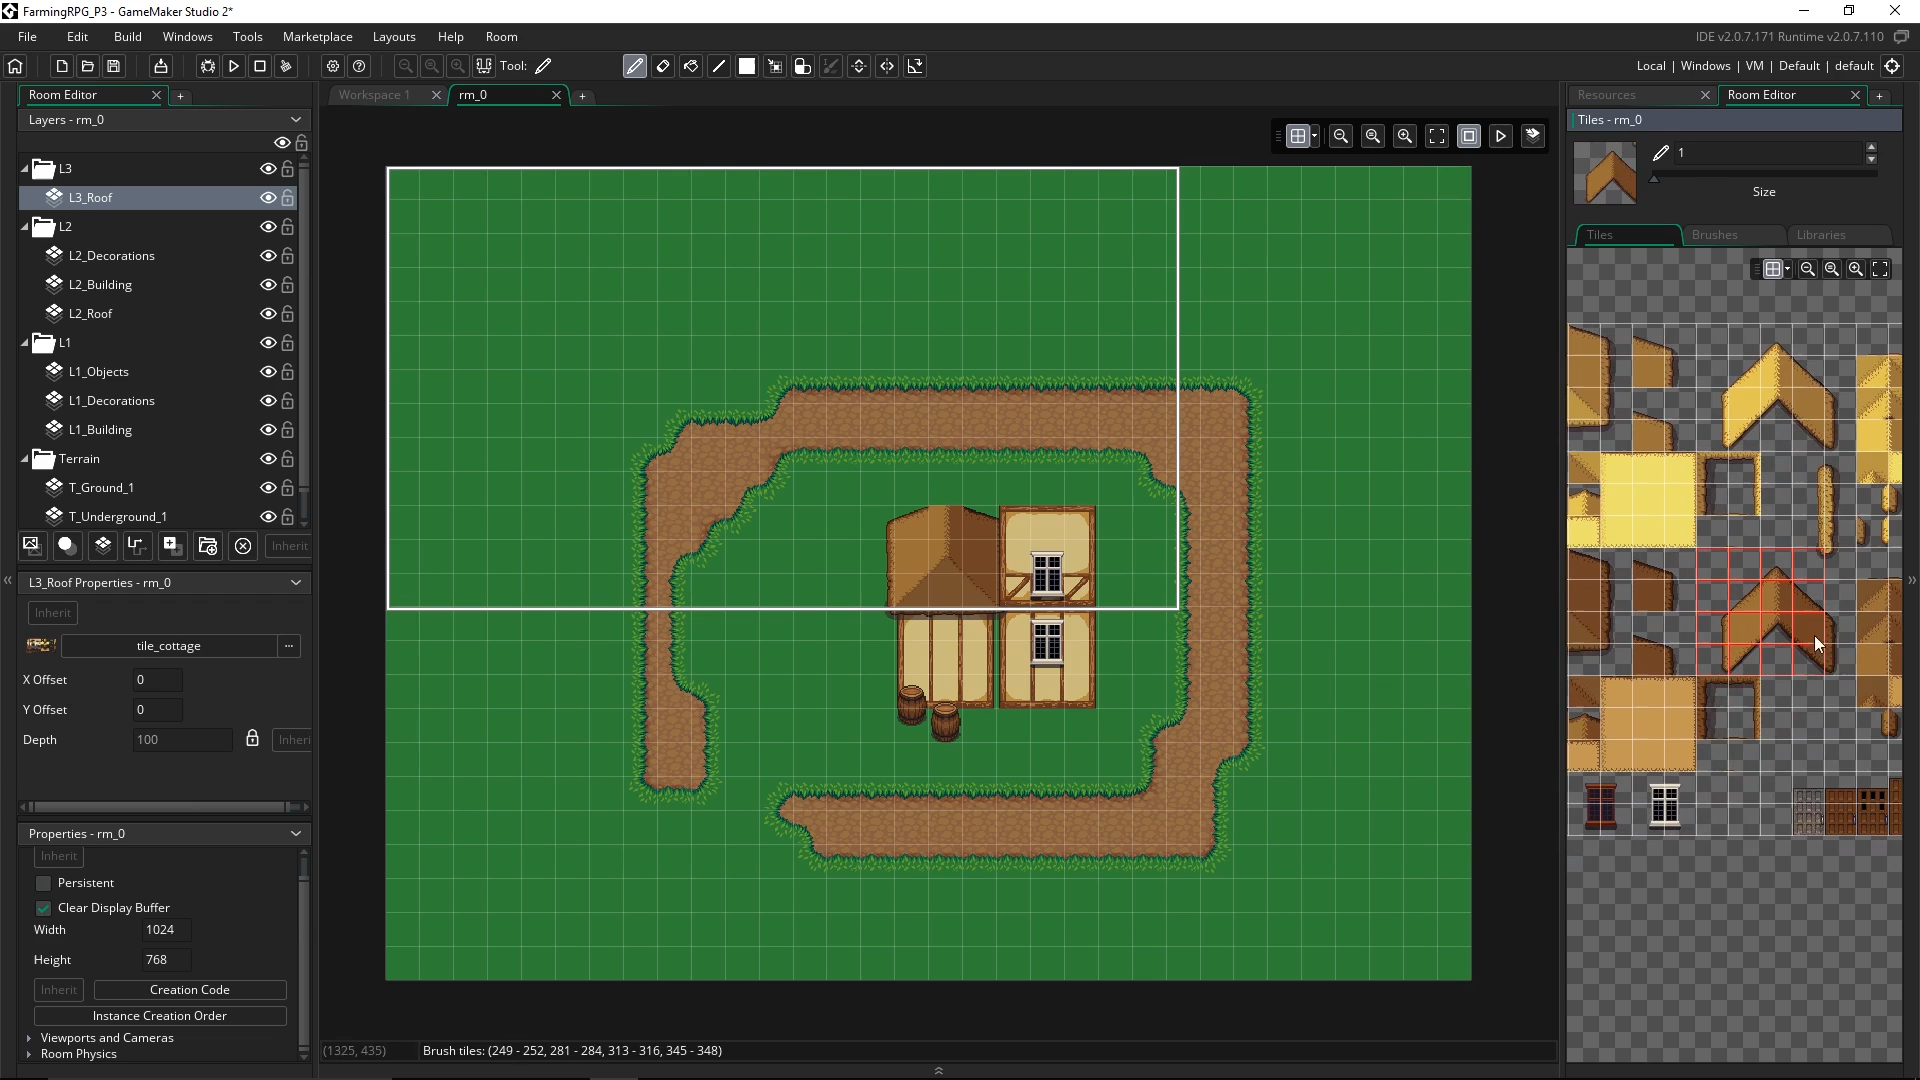 FarmingRPG_P3 - GameMaker Studio 2*
File Edit Build Windows Tools Marketplace Layouts Help Room
IDE v2.0.7.171 Runtime v2.0.7.110
Tool:
Local | Windows | VM | Default | default
Room Editor
Workspace 1
rm_0
Resources
Room Editor
Layers - rm_0
Tiles - rm_0
1
Size
L3
L3_Roof
L2
L2_Decorations
L2_Building
L2_Roof
L1
L1_Objects
L1_Decorations
L1_Building
Terrain
T_Ground_1
T_Underground_1
Inherit
Tiles Brushes Libraries
L3_Roof Properties - rm_0
Inherit
tile_cottage
...
X Offset 0
Y Offset 0
Depth 100
Inheri
Properties - rm_0
Inherit
Persistent
Clear Display Buffer
Width 1024
Height 768
Inherit Creation Code
Instance Creation Order
Viewports and Cameras
Room Physics
(1325, 435) Brush tiles: (249 - 252, 281 - 284, 313 - 316, 345 - 348)